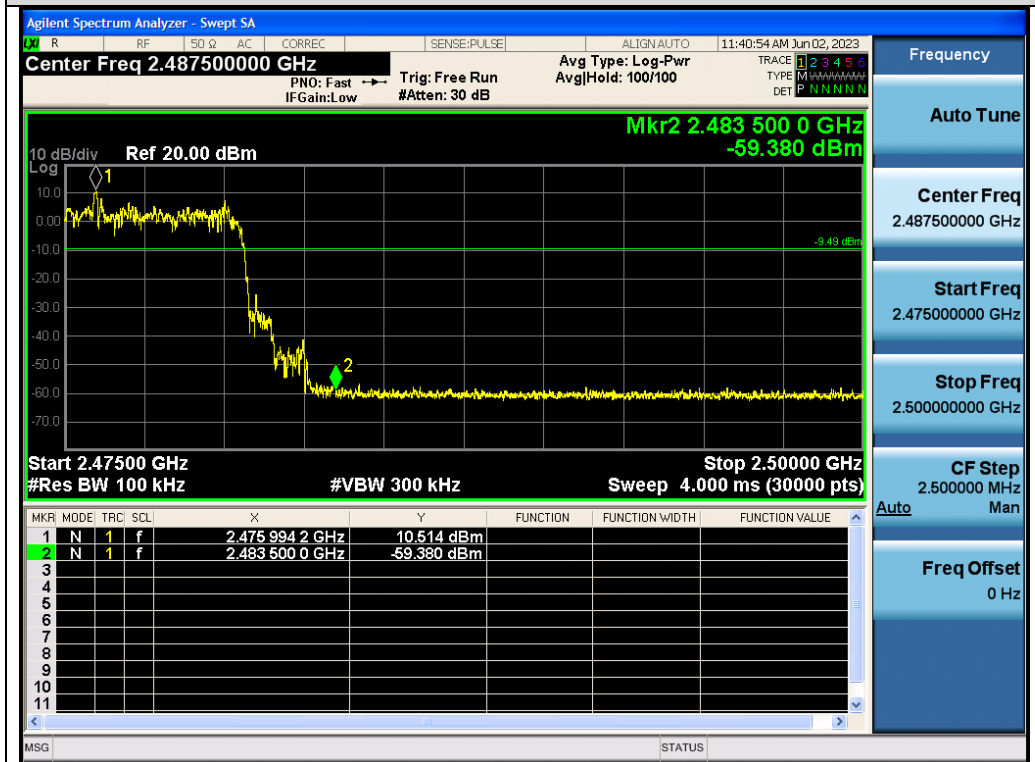 Agilent Spectrum Analyzer - Swept SA
LXI R RF 50 Ω AC CORREC SENSE:PULSE ALIGN AUTO 11:40:54 AM Jun 02, 2023
Center Freq 2.487500000 GHz
PNO: Fast
IFGain:Low
Trig: Free Run
#Atten: 30 dB
Avg Type: Log-Pwr
Avg|Hold: 100/100
TRACE 1 2 3 4 5 6
TYPE M WWWWW
DET P N N N N N
Mkr2 2.483 500 0 GHz
-59.380 dBm
10 dB/div Ref 20.00 dBm
Log
1
10.0
0.00
-9.49 dBm
-10.0
-20.0
-30.0
-40.0
-50.0
2
-60.0
-70.0
Start 2.47500 GHz Stop 2.50000 GHz
#Res BW 100 kHz #VBW 300 kHz Sweep 4.000 ms (30000 pts)
MKR MODE TRC SCL X Y FUNCTION FUNCTION WIDTH FUNCTION VALUE
1 N 1 f 2.475 994 2 GHz 10.514 dBm
2 N 1 f 2.483 500 0 GHz -59.380 dBm
3
4
5
6
7
8
9
10
11
MSG STATUS
Frequency
Auto Tune
Center Freq
2.487500000 GHz
Start Freq
2.475000000 GHz
Stop Freq
2.500000000 GHz
CF Step
2.500000 MHz
Auto Man
Freq Offset
0 Hz